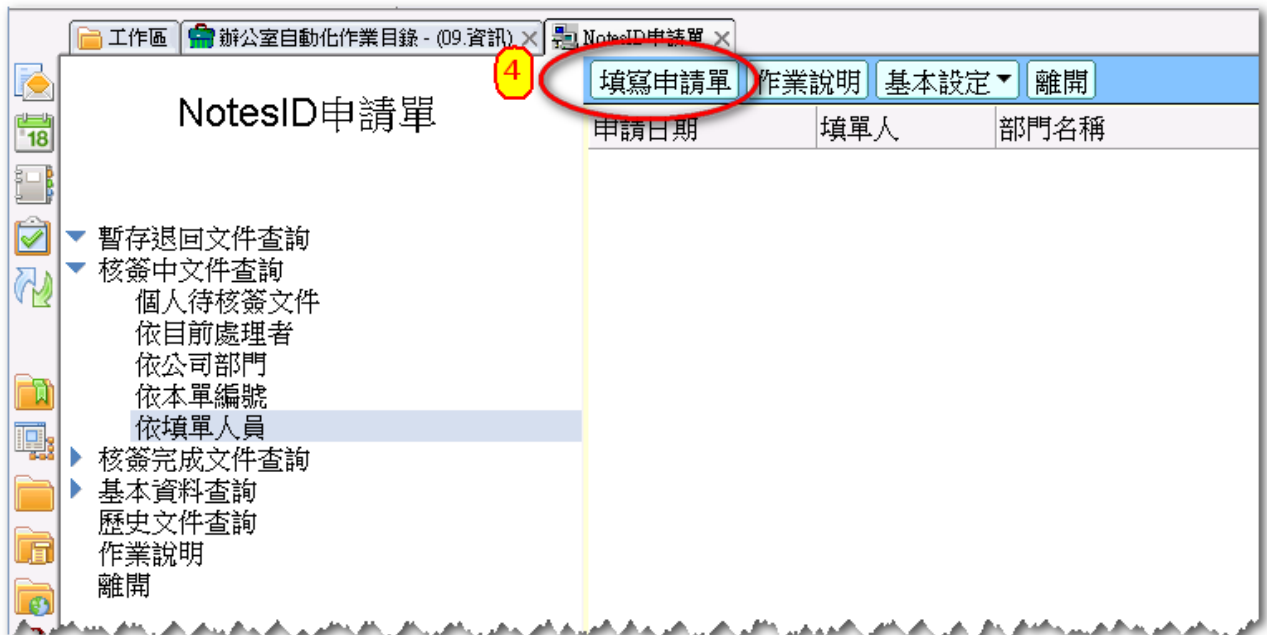 工作區 辦公室自動化作業目錄 - (09.資訊) NotesID申請單
4
填寫申請單 作業說明 基本設定 離開
NotesID申請單
18
申請日期 填單人 部門名稱
暫存退回文件查詢
核簽中文件查詢
個人待核簽文件
依目前處理者
依公司部門
依本單編號
依填單人員
核簽完成文件查詢
基本資料查詢
歷史文件查詢
作業說明
離開